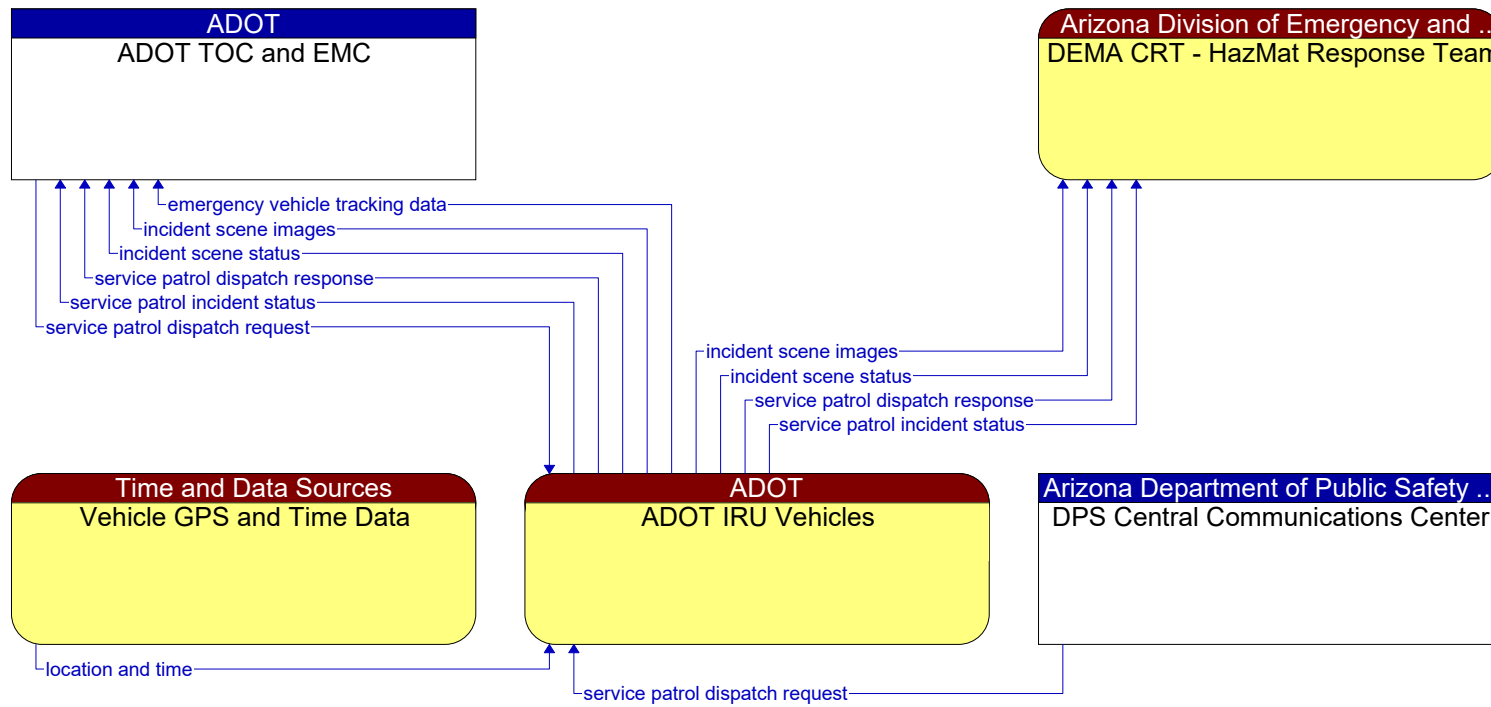 ADOT
ADOT TOC and EMC
Arizona Division of Emergency and ..
DEMA CRT - HazMat Response Team
emergency vehicle tracking data
incident scene images
incident scene status
service patrol dispatch response
service patrol incident status
service patrol dispatch request
incident scene images
incident scene status
service patrol dispatch response
service patrol incident status
Time and Data Sources
Vehicle GPS and Time Data
ADOT
ADOT IRU Vehicles
Arizona Department of Public Safety ..
DPS Central Communications Center
location and time
service patrol dispatch request